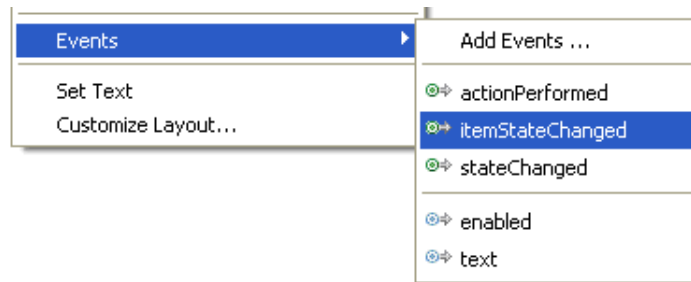 Events
Set Text
Customize Layout...
Add Events ...
actionPerformed
itemStateChanged
stateChanged
enabled
text